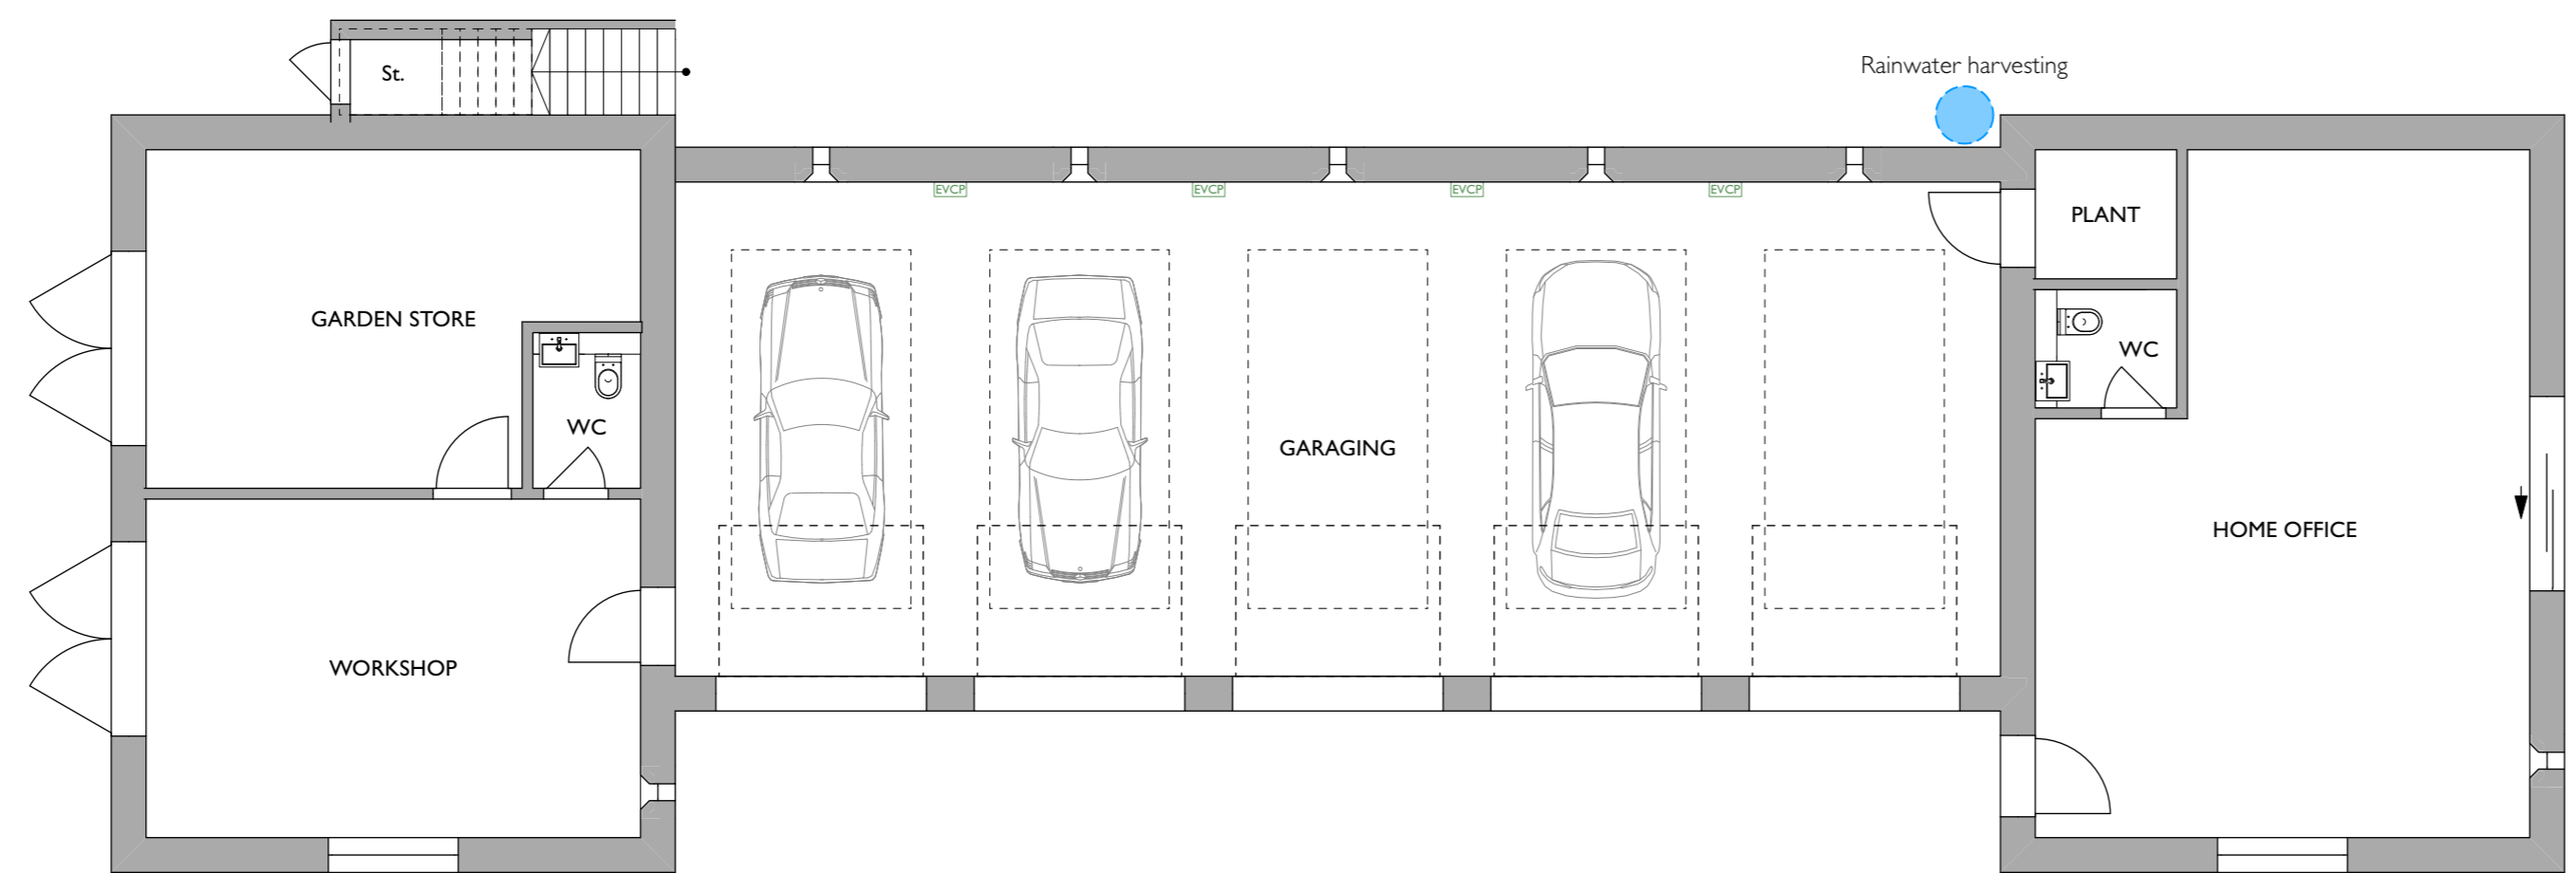 Rainwater harvesting
St.
EVCP
EVCP
EVCP
EVCP
PLANT
GARDEN STORE
WC
WC
GARAGING
HOME OFFICE
WORKSHOP